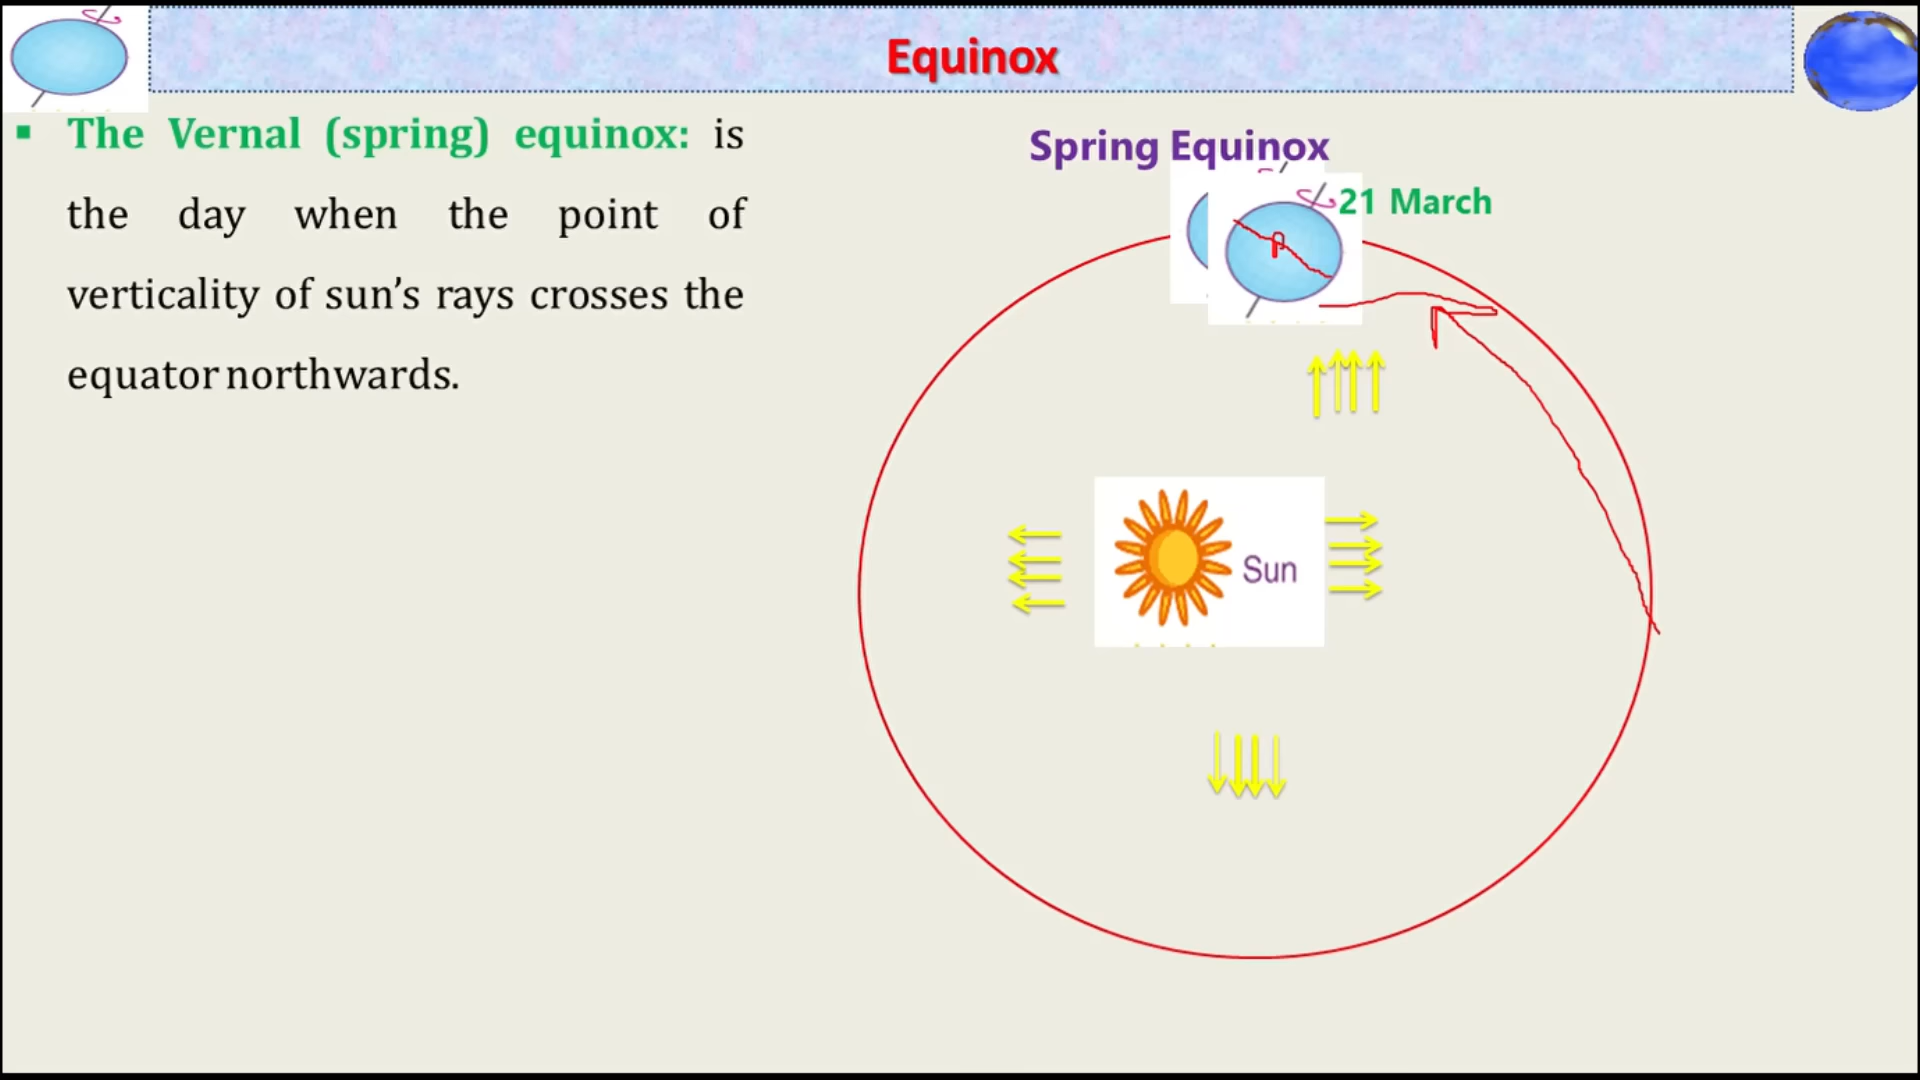 Equinox
The Vernal (spring) equinox: is
the day when the point of
verticality of sun’s rays crosses the
equator northwards.
Spring Equinox
21 March
Sun